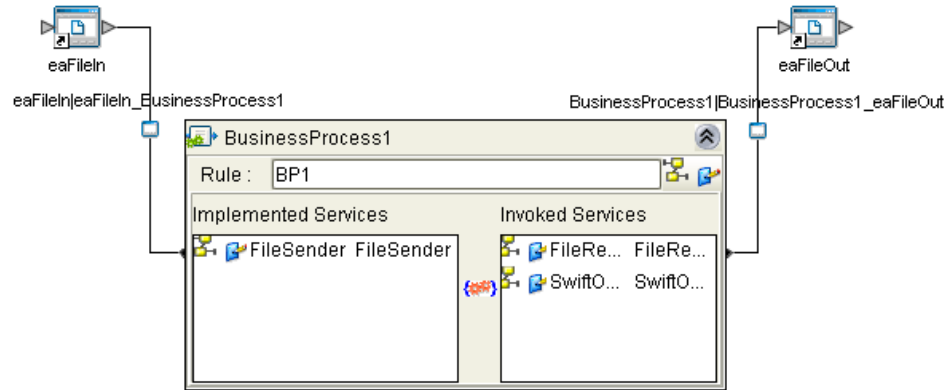 eaFileIn
eaFileOut
eaFileIn|eaFileIn_BusinessProcess1
BusinessProcess1|BusinessProcess1_eaFileOut
BusinessProcess1
Rule : BP1
Implemented Services
Invoked Services
FileSender FileSender
FileRe... FileRe...
SwiftO... SwiftO...